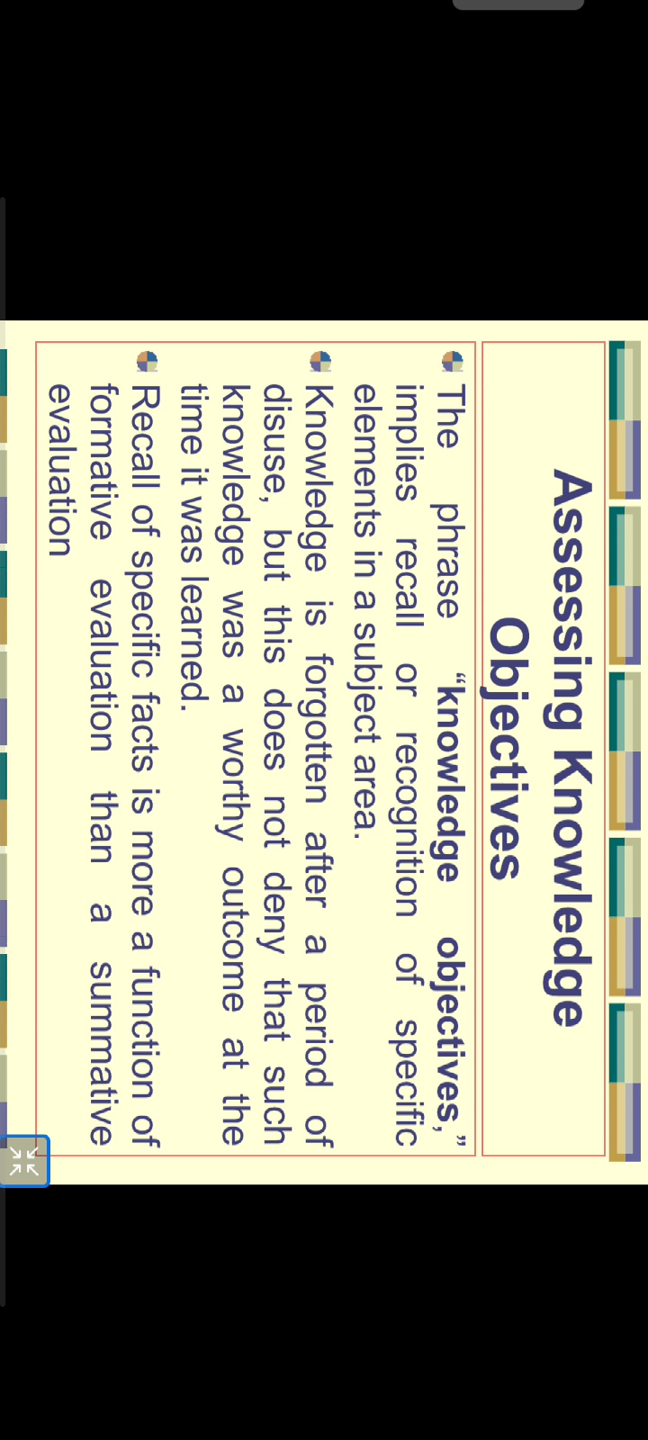 Assessing Knowledge
Objectives
The phrase “knowledge objectives,”
implies recall or recognition of specific
elements in a subject area.
Knowledge is forgotten after a period of
disuse, but this does not deny that such
knowledge was a worthy outcome at the
time it was learned.
Recall of specific facts is more a function of
formative evaluation than a summative
evaluation